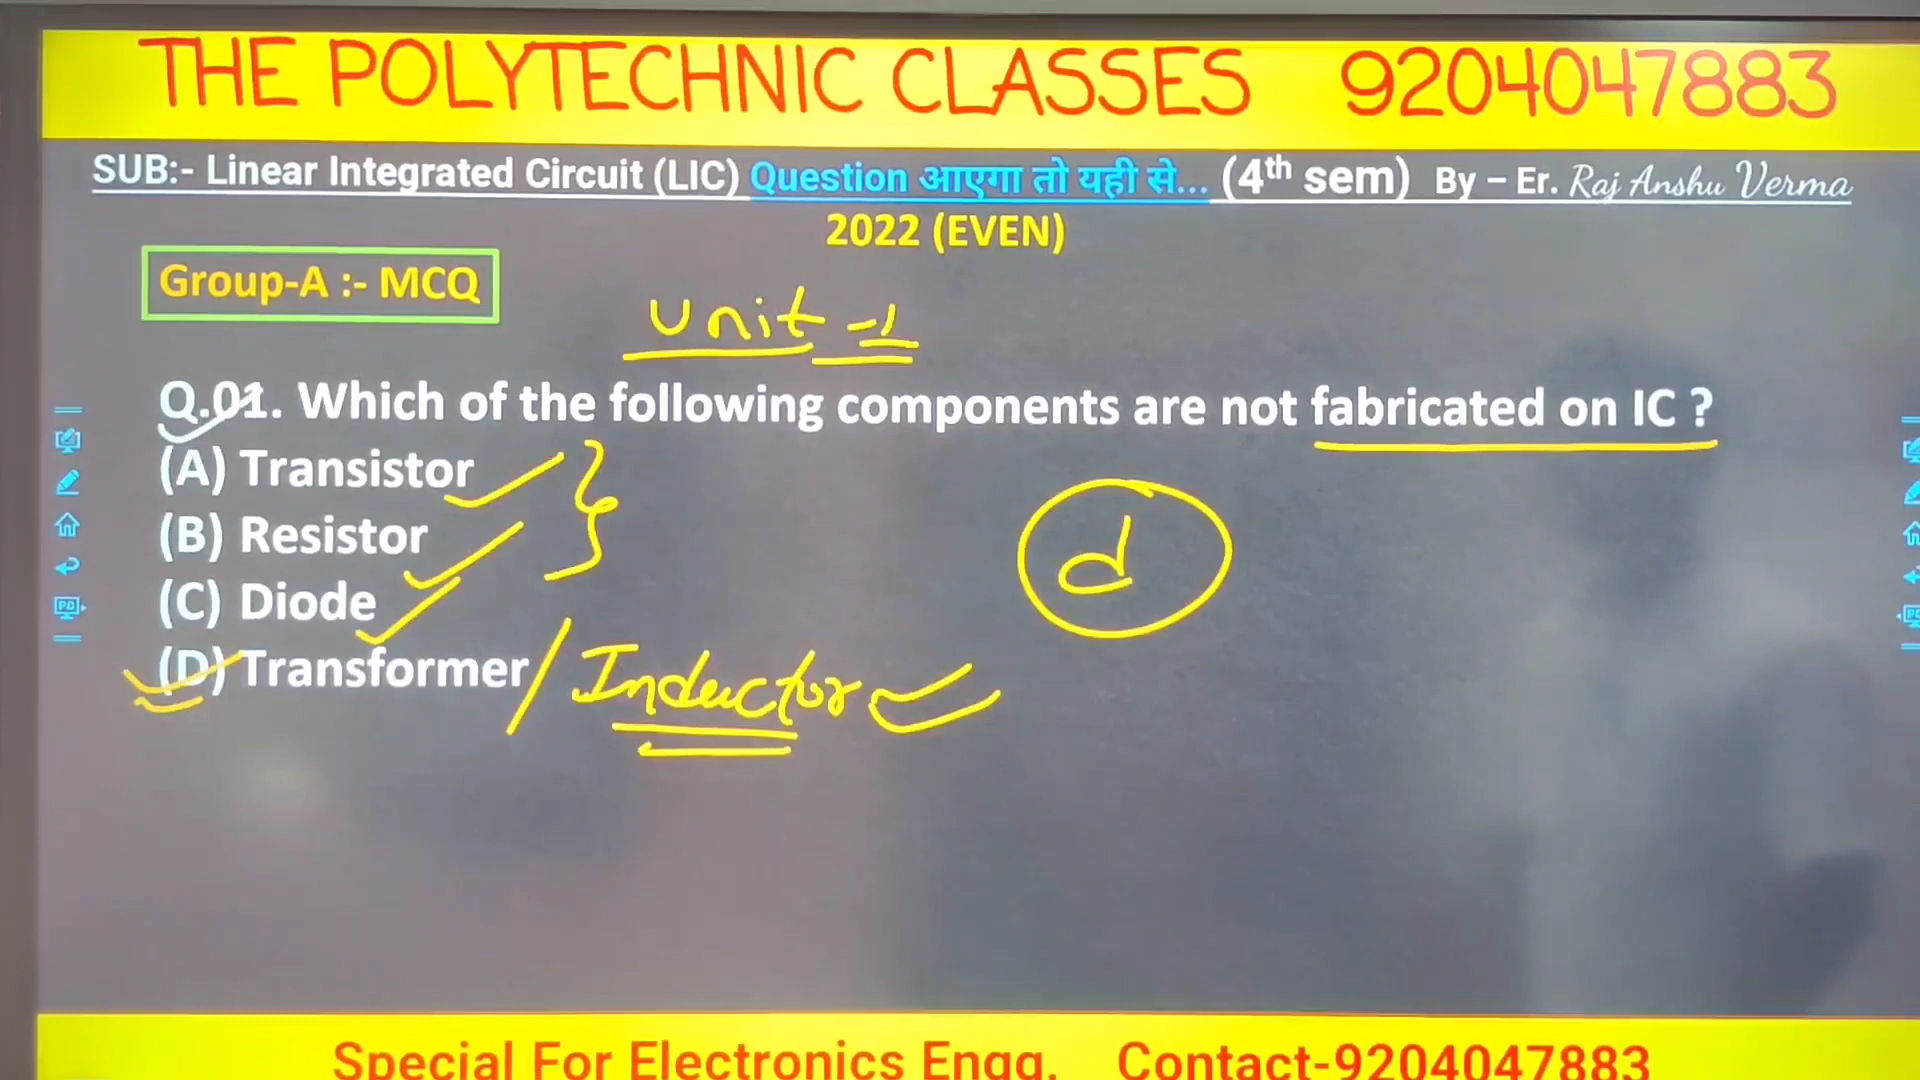 THE POLYTECHNIC CLASSES 9204047883
SUB:- Linear Integrated Circuit (LIC) Question आएगा तो यही से... (4th sem) By – Er. Raj Anshu Verma
2022 (EVEN)
Group-A :- MCQ
Unit -1
Q.01. Which of the following components are not fabricated on IC ?
(A) Transistor
(B) Resistor
(C) Diode
d
(D) Transformer / Inductor
Special For Electronics Engg. Contact-9204047883